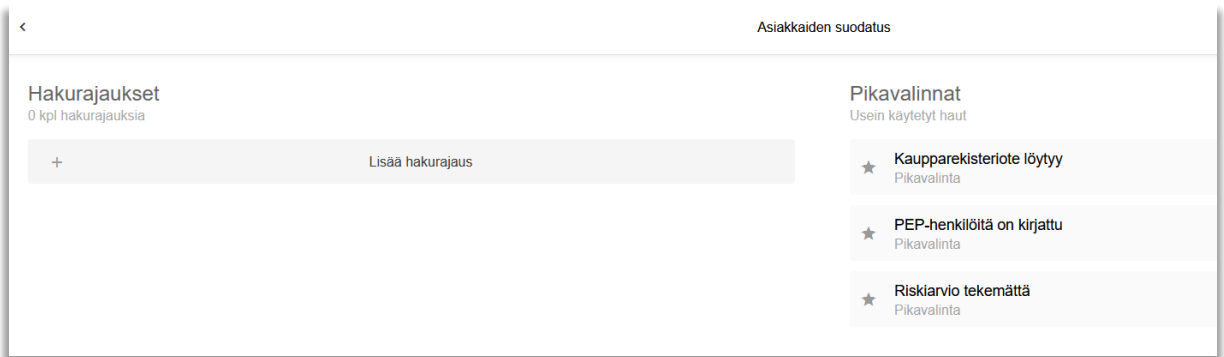 Asiakkaiden suodatus
Hakurajaukset
0 kpl hakurajauksia
Lisää hakurajaus
Pikavalinnat
Usein käytetyt haut
Kaupparekisteriote löytyy
Pikavalinta
PEP-henkilöitä on kirjattu
Pikavalinta
Riskiarvio tekemättä
Pikavalinta